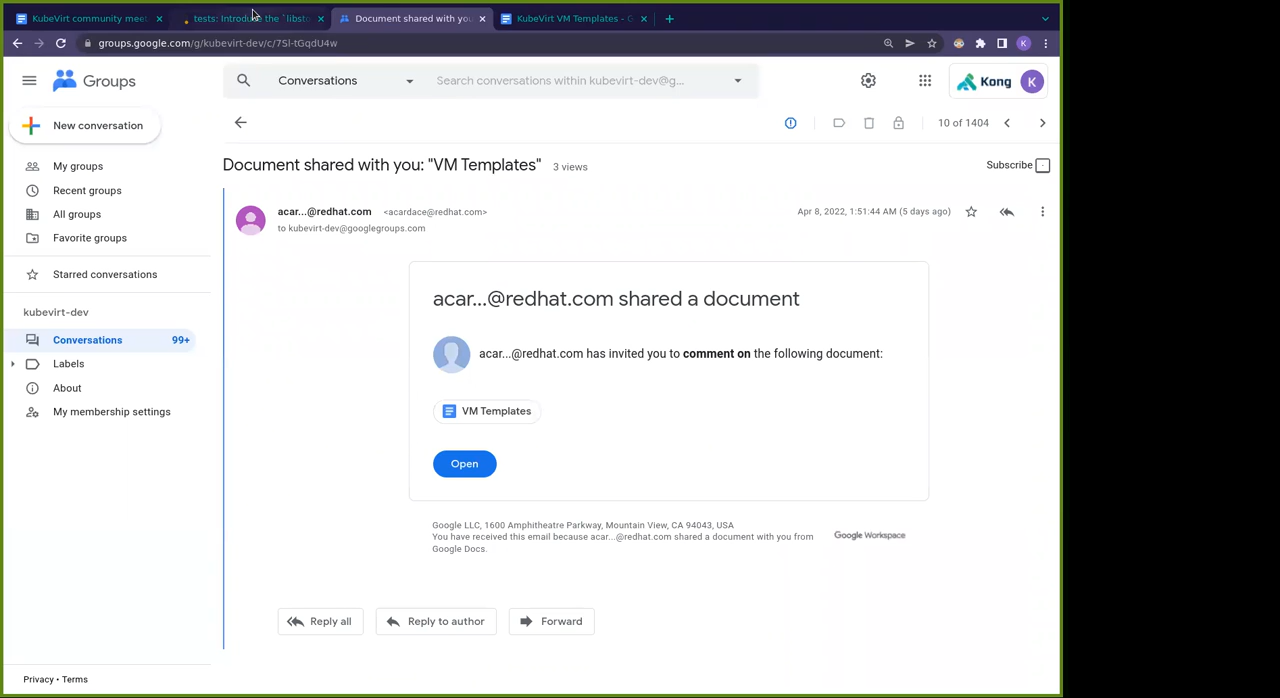 KubeVirt community mee
tests: Introduce the `libsto
Document shared with you
KubeVirt VM Templates - G
groups.google.com/g/kubevirt-dev/c/7Sl-tGqdU4w
K
Groups
Conversations
Search conversations within kubevirt-dev@g...
Kong
K
New conversation
10 of 1404
My groups
Recent groups
All groups
Favorite groups
Starred conversations
kubevirt-dev
Conversations 99+
Labels
About
My membership settings
Privacy • Terms
Document shared with you: "VM Templates" 3 views
Subscribe
acar...@redhat.com <acardace@redhat.com>
Apr 8, 2022, 1:51:44 AM (5 days ago)
to kubevirt-dev@googlegroups.com
acar...@redhat.com shared a document
acar...@redhat.com has invited you to comment on the following document:
VM Templates
Open
Google LLC, 1600 Amphitheatre Parkway, Mountain View, CA 94043, USA
You have received this email because acar...@redhat.com shared a document with you from
Google Docs.
Google Workspace
Reply all
Reply to author
Forward